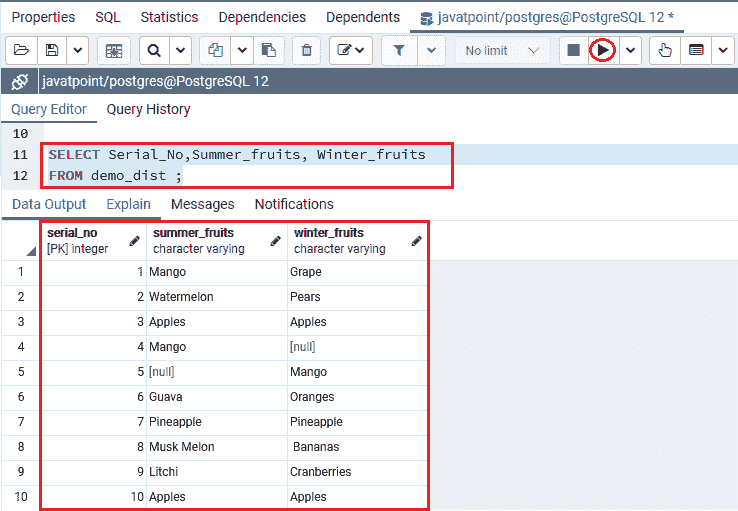 Properties SQL Statistics Dependencies Dependents javatpoint/postgres@PostgreSQL 12 *
No limit
javatpoint/postgres@PostgreSQL 12
Query Editor Query History
10
11 SELECT Serial_No,Summer_fruits, Winter_fruits
12 FROM demo_dist ;
Data Output Explain Messages Notifications
serial_no summer_fruits winter_fruits
[PK] integer character varying character varying
1 1 Mango Grape
2 2 Watermelon Pears
3 3 Apples Apples
4 4 Mango [null]
5 5 [null] Mango
6 6 Guava Oranges
7 7 Pineapple Pineapple
8 8 Musk Melon Bananas
9 9 Litchi Cranberries
10 10 Apples Apples